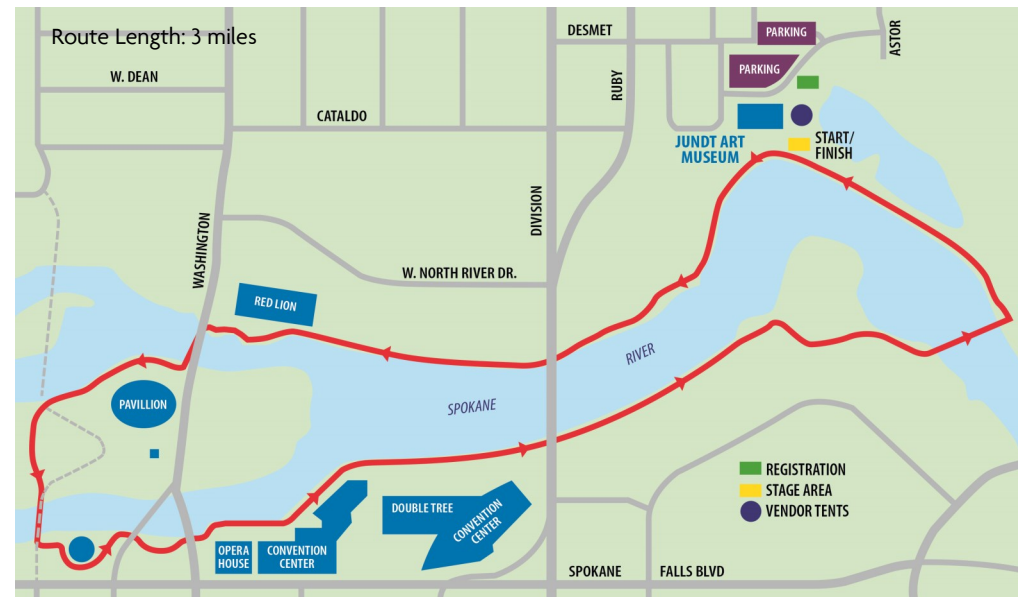 Route Length: 3 miles
DESMET
PARKING
ASTOR
W. DEAN
PARKING
RUBY
CATALDO
JUNDT ART
MUSEUM
START/
FINISH
WASHINGTON
DIVISION
W. NORTH RIVER DR.
RED LION
RIVER
SPOKANE
PAVILLION
REGISTRATION
STAGE AREA
VENDOR TENTS
DOUBLE TREE
CONVENTION
CENTER
OPERA
HOUSE
CONVENTION
CENTER
SPOKANE
FALLS BLVD